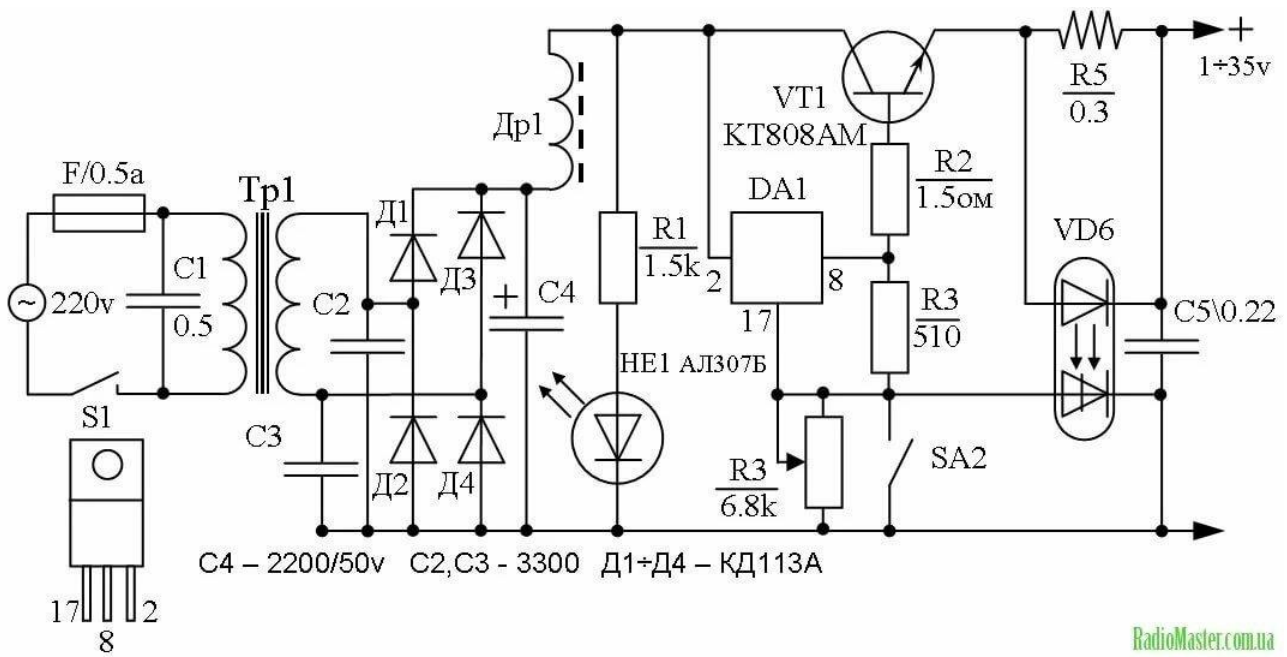 F/0.5a
Тр1
C1
0.5
220v
S1
C2
C3
Д1
Д3
Д2
Д4
C4
+
Др1
R1
1.5k
HE1 АЛ307Б
VT1
КТ808АМ
R2
1.5ом
DA1
2
8
17
R3
510
R3
6.8k
SA2
R5
0.3
VD6
C5\0.22
+
1÷35v
17
8
2
C4 – 2200/50v C2,C3 - 3300 Д1÷Д4 – КД113А
RadioMaster.com.ua